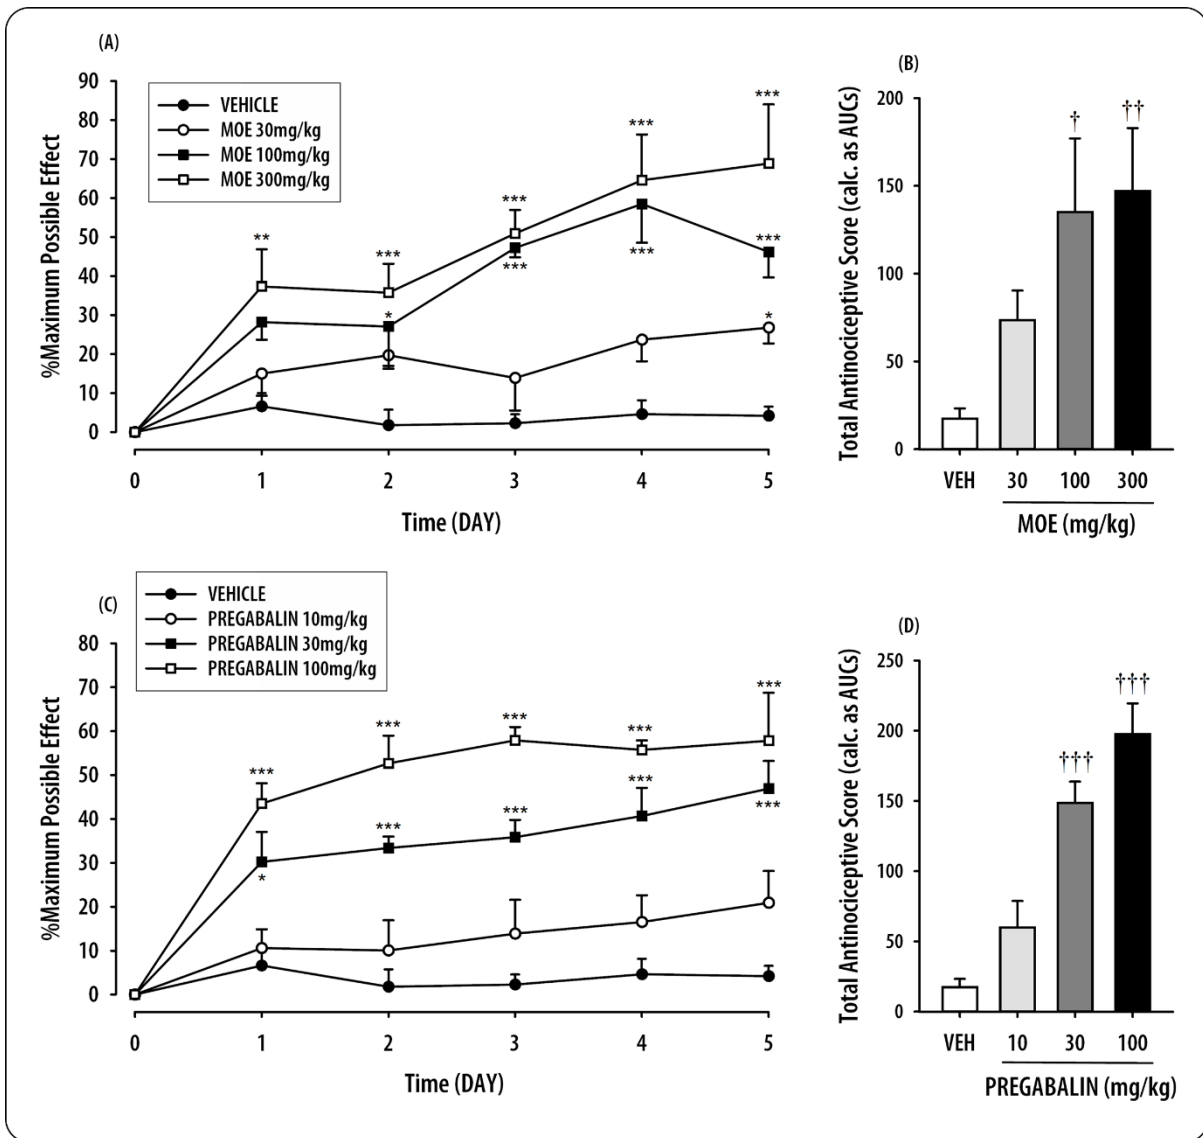 (A)
VEHICLE
MOE 30mg/kg
MOE 100mg/kg
MOE 300mg/kg
%Maximum Possible Effect
90
80
70
60
50
40
30
20
10
0
** *** *** *** ***
* *** *** ***
*
0 1 2 3 4 5
Time (DAY)
(B)
Total Antinociceptive Score (calc. as AUCs)
200
150
100
50
0
† ††
VEH 30 100 300
MOE (mg/kg)
(C)
VEHICLE
PREGABALIN 10mg/kg
PREGABALIN 30mg/kg
PREGABALIN 100mg/kg
%Maximum Possible Effect
80
70
60
50
40
30
20
10
0
*** *** *** *** ***
* *** *** *** ***
0 1 2 3 4 5
Time (DAY)
(D)
Total Antinociceptive Score (calc. as AUCs)
250
200
150
100
50
0
††† †††
VEH 10 30 100
PREGABALIN (mg/kg)